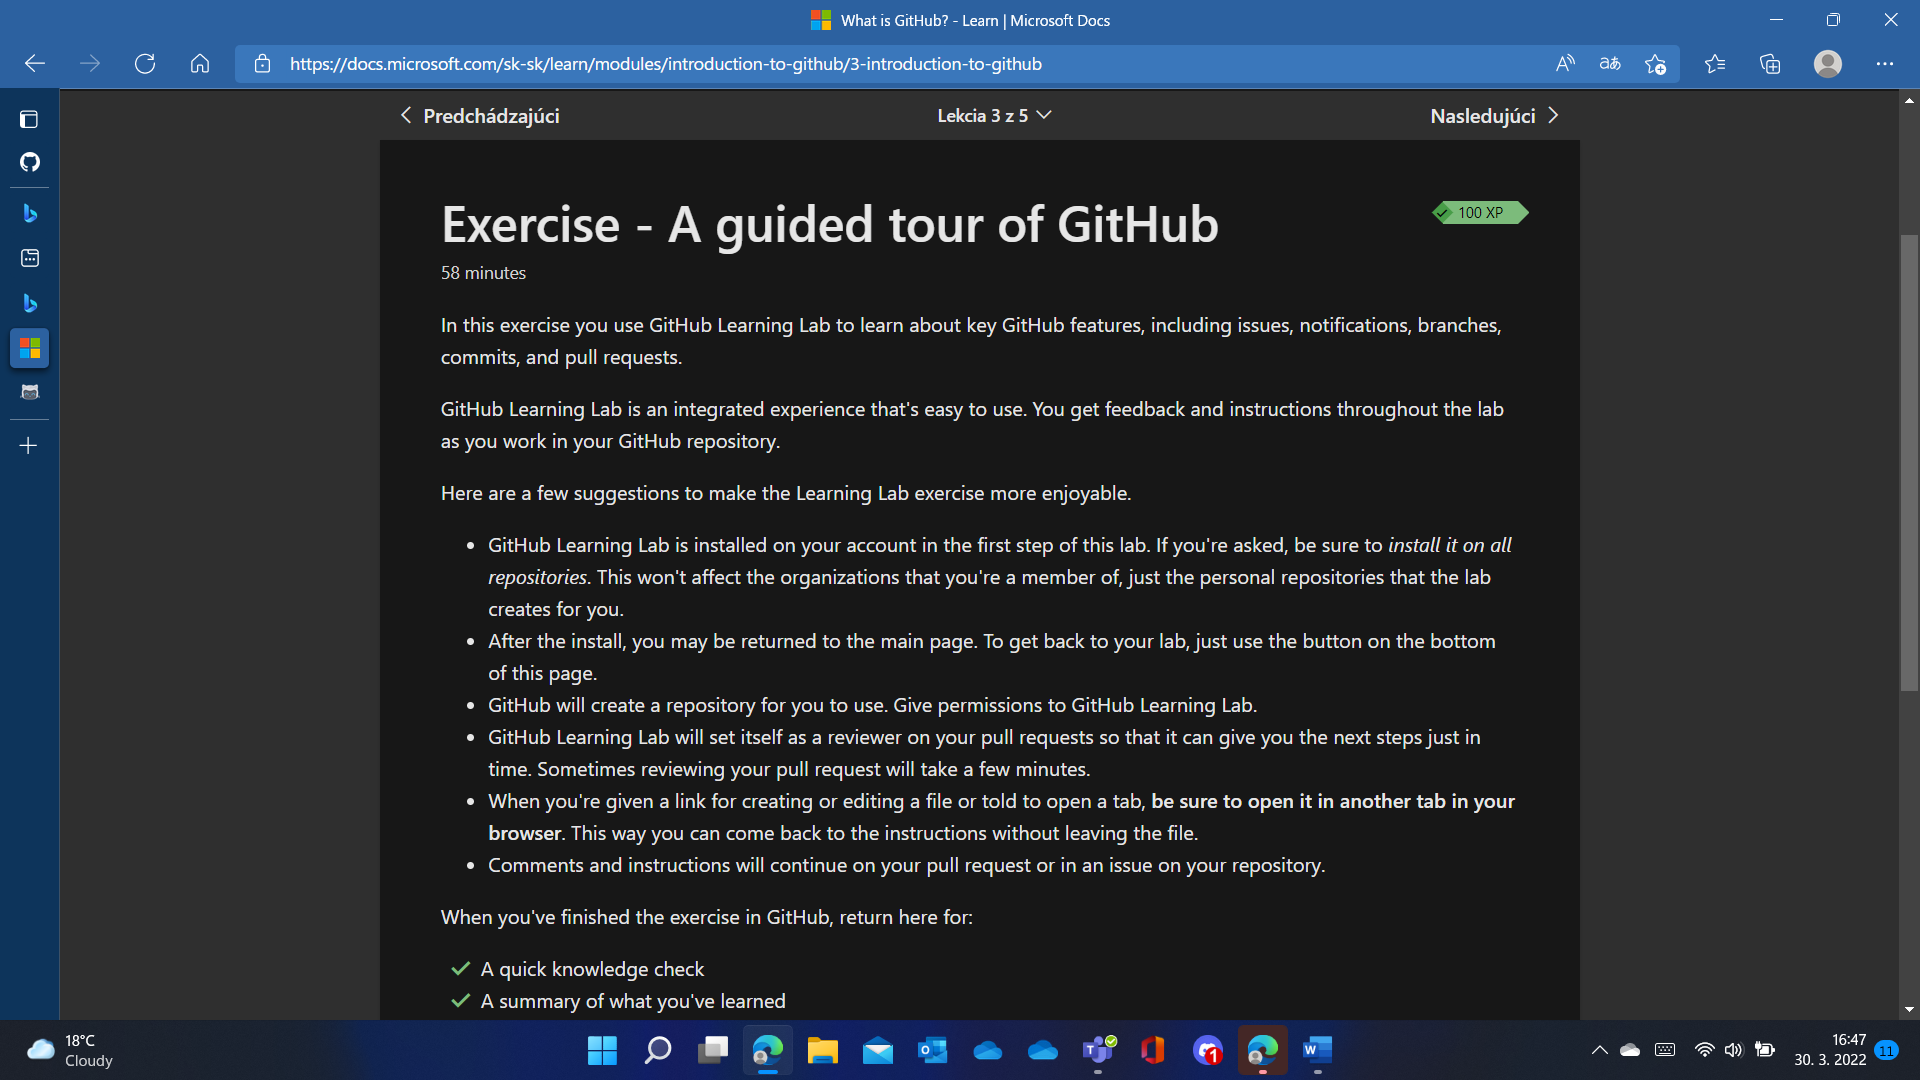 What is GitHub? - Learn | Microsoft Docs
https://docs.microsoft.com/sk-sk/learn/modules/introduction-to-github/3-introduction-to-github
Predchádzajúci
Lekcia 3 z 5
Nasledujúci
Exercise - A guided tour of GitHub
100 XP
58 minutes
In this exercise you use GitHub Learning Lab to learn about key GitHub features, including issues, notifications, branches,
commits, and pull requests.
GitHub Learning Lab is an integrated experience that's easy to use. You get feedback and instructions throughout the lab
as you work in your GitHub repository.
Here are a few suggestions to make the Learning Lab exercise more enjoyable.
• GitHub Learning Lab is installed on your account in the first step of this lab. If you're asked, be sure to install it on all
repositories. This won't affect the organizations that you're a member of, just the personal repositories that the lab
creates for you.
• After the install, you may be returned to the main page. To get back to your lab, just use the button on the bottom
of this page.
• GitHub will create a repository for you to use. Give permissions to GitHub Learning Lab.
• GitHub Learning Lab will set itself as a reviewer on your pull requests so that it can give you the next steps just in
time. Sometimes reviewing your pull request will take a few minutes.
• When you're given a link for creating or editing a file or told to open a tab, be sure to open it in another tab in your
browser. This way you can come back to the instructions without leaving the file.
• Comments and instructions will continue on your pull request or in an issue on your repository.
When you've finished the exercise in GitHub, return here for:
A quick knowledge check
A summary of what you've learned
18°C
Cloudy
1
16:47
30. 3. 2022
11